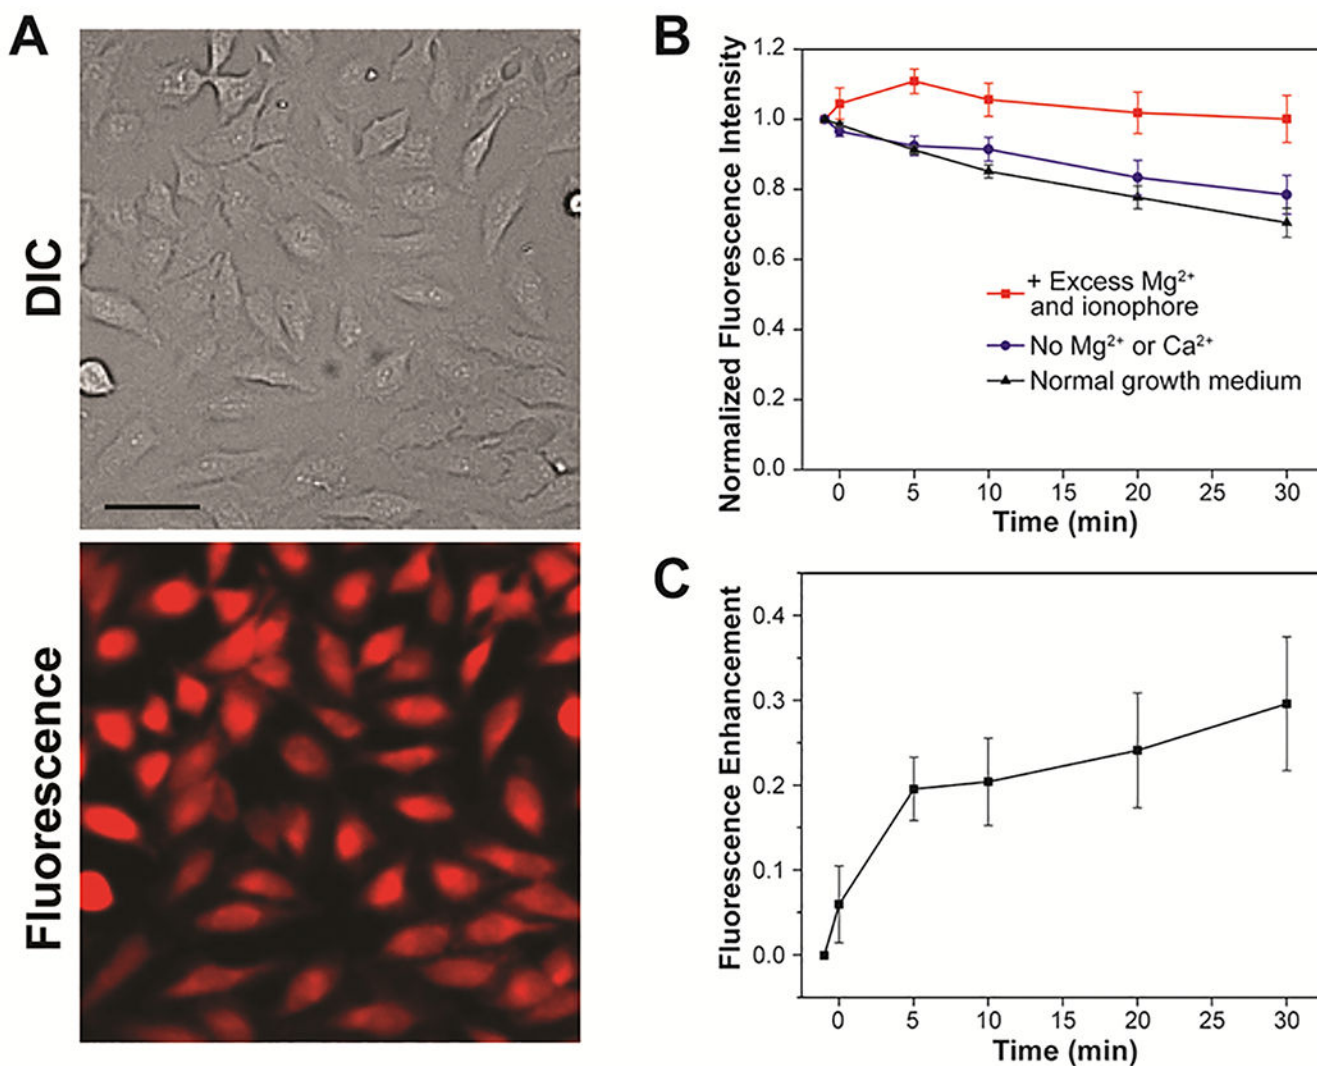 A
DIC
Fluorescence
B
Normalized Fluorescence Intensity
1.2
1.0
0.8
0.6
0.4
0.2
0.0
+ Excess Mg²⁺
and ionophore
No Mg²⁺ or Ca²⁺
Normal growth medium
0 5 10 15 20 25 30
Time (min)
C
Fluorescence Enhancement
0.4
0.3
0.2
0.1
0.0
0 5 10 15 20 25 30
Time (min)